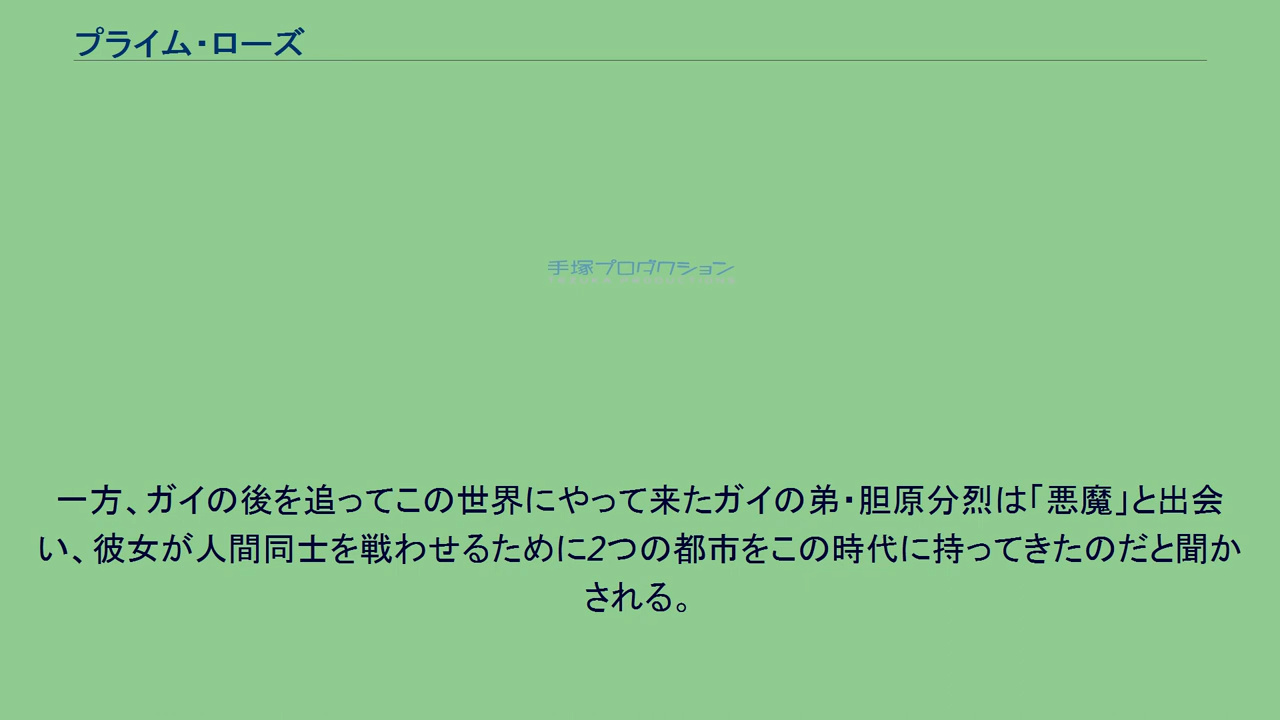 プライム・ローズ
手塚プロダクション
一方、ガイの後を追ってこの世界にやって来たガイの弟・胆原分烈は「悪魔」と出会
い、彼女が人間同士を戦わせるために2つの都市をこの時代に持ってきたのだと聞か
される。